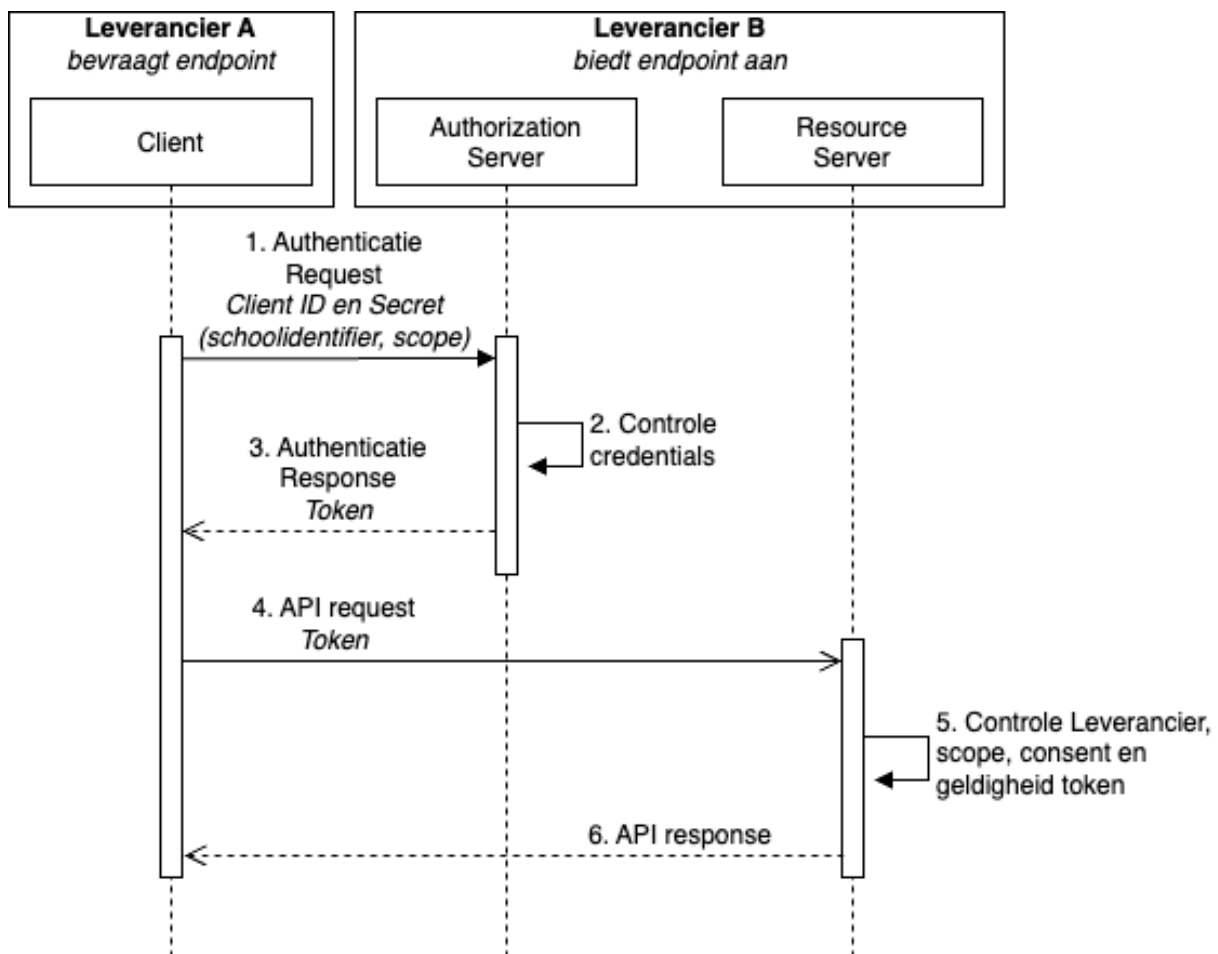 Leverancier A
bevraagt endpoint
Client
Leverancier B
biedt endpoint aan
Authorization
Server
Resource
Server
1. Authenticatie
Request
Client ID en Secret
(schoolidentifier, scope)
2. Controle
credentials
3. Authenticatie
Response
Token
4. API request
Token
5. Controle Leverancier,
scope, consent en
geldigheid token
6. API response